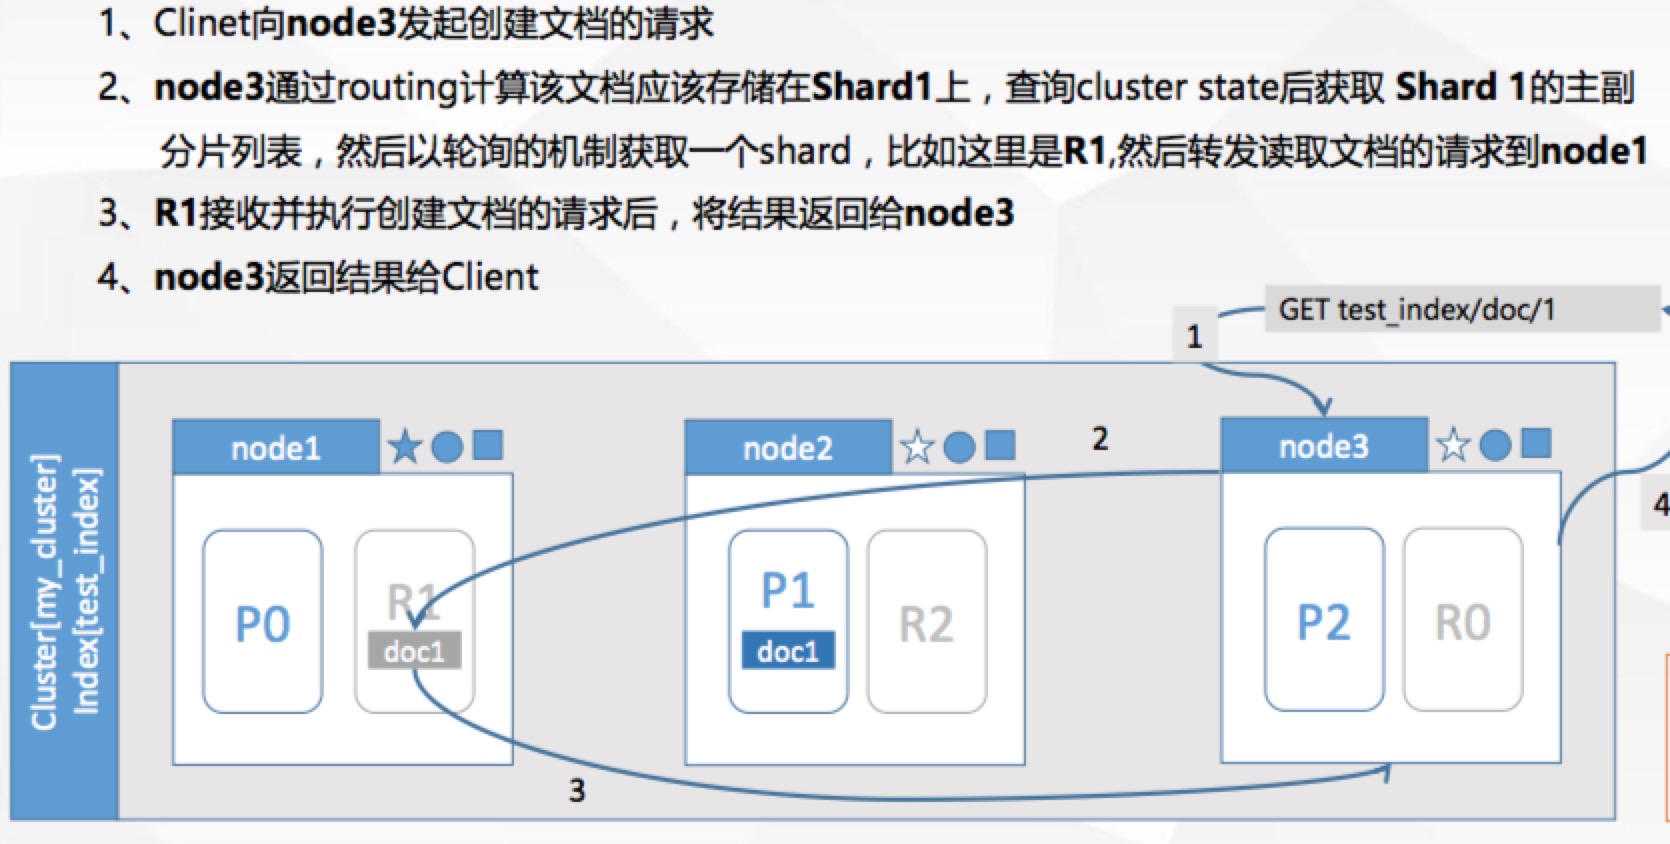 1、Clinet向node3发起创建文档的请求
2、node3通过routing计算该文档应该存储在Shard1上，查询cluster state后获取 Shard 1的主副
分片列表，然后以轮询的机制获取一个shard，比如这里是R1,然后转发读取文档的请求到node1
3、R1接收并执行创建文档的请求后，将结果返回给node3
4、node3返回结果给Client
GET test_index/doc/1
1
node1
node2
2
node3
4
Cluster[my_cluster]
Index[test_index]
P0
R1
doc1
P1
doc1
R2
P2
R0
3